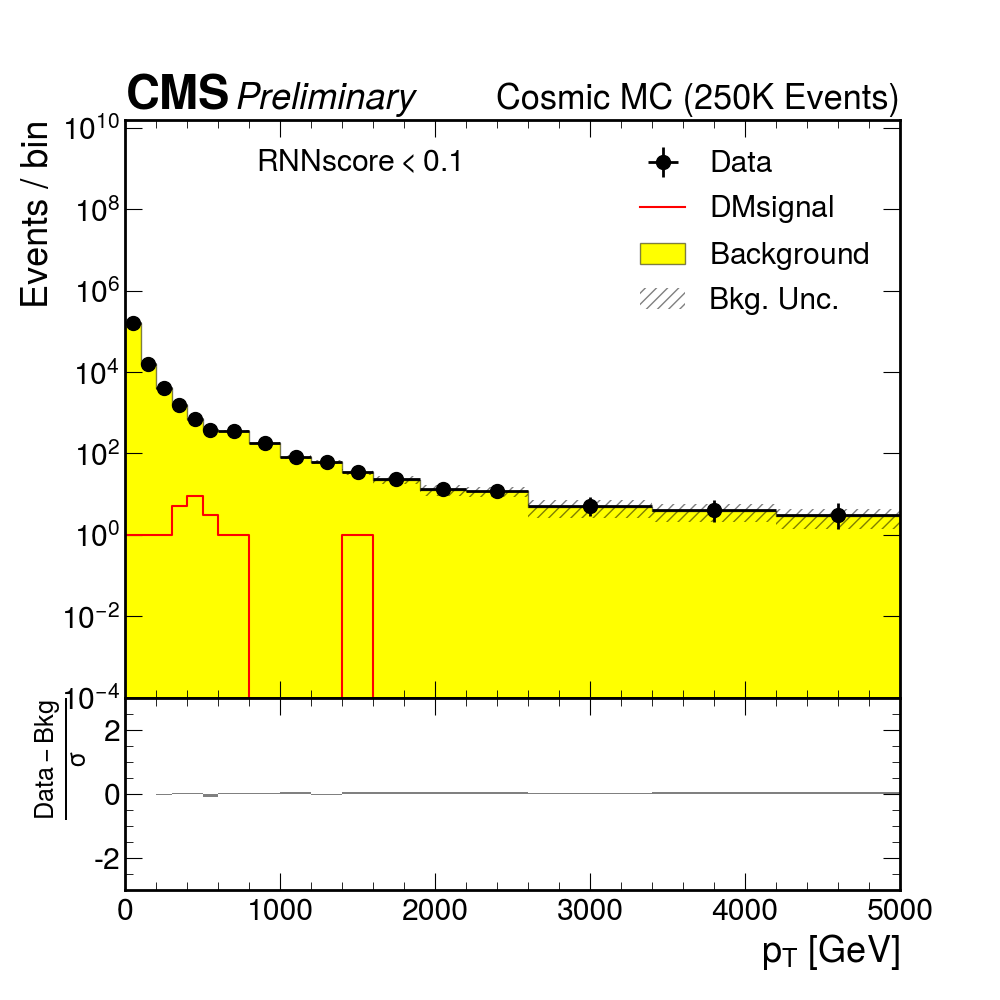 CMS Preliminary Cosmic MC (250K Events)
Events / bin
10^10
10^8
10^6
10^4
10^2
10^0
10^−2
10^−4
RNNscore < 0.1
Data
DMsignal
Background
Bkg. Unc.
Data − Bkg
σ
2
0
-2
0 1000 2000 3000 4000 5000
p_T [GeV]